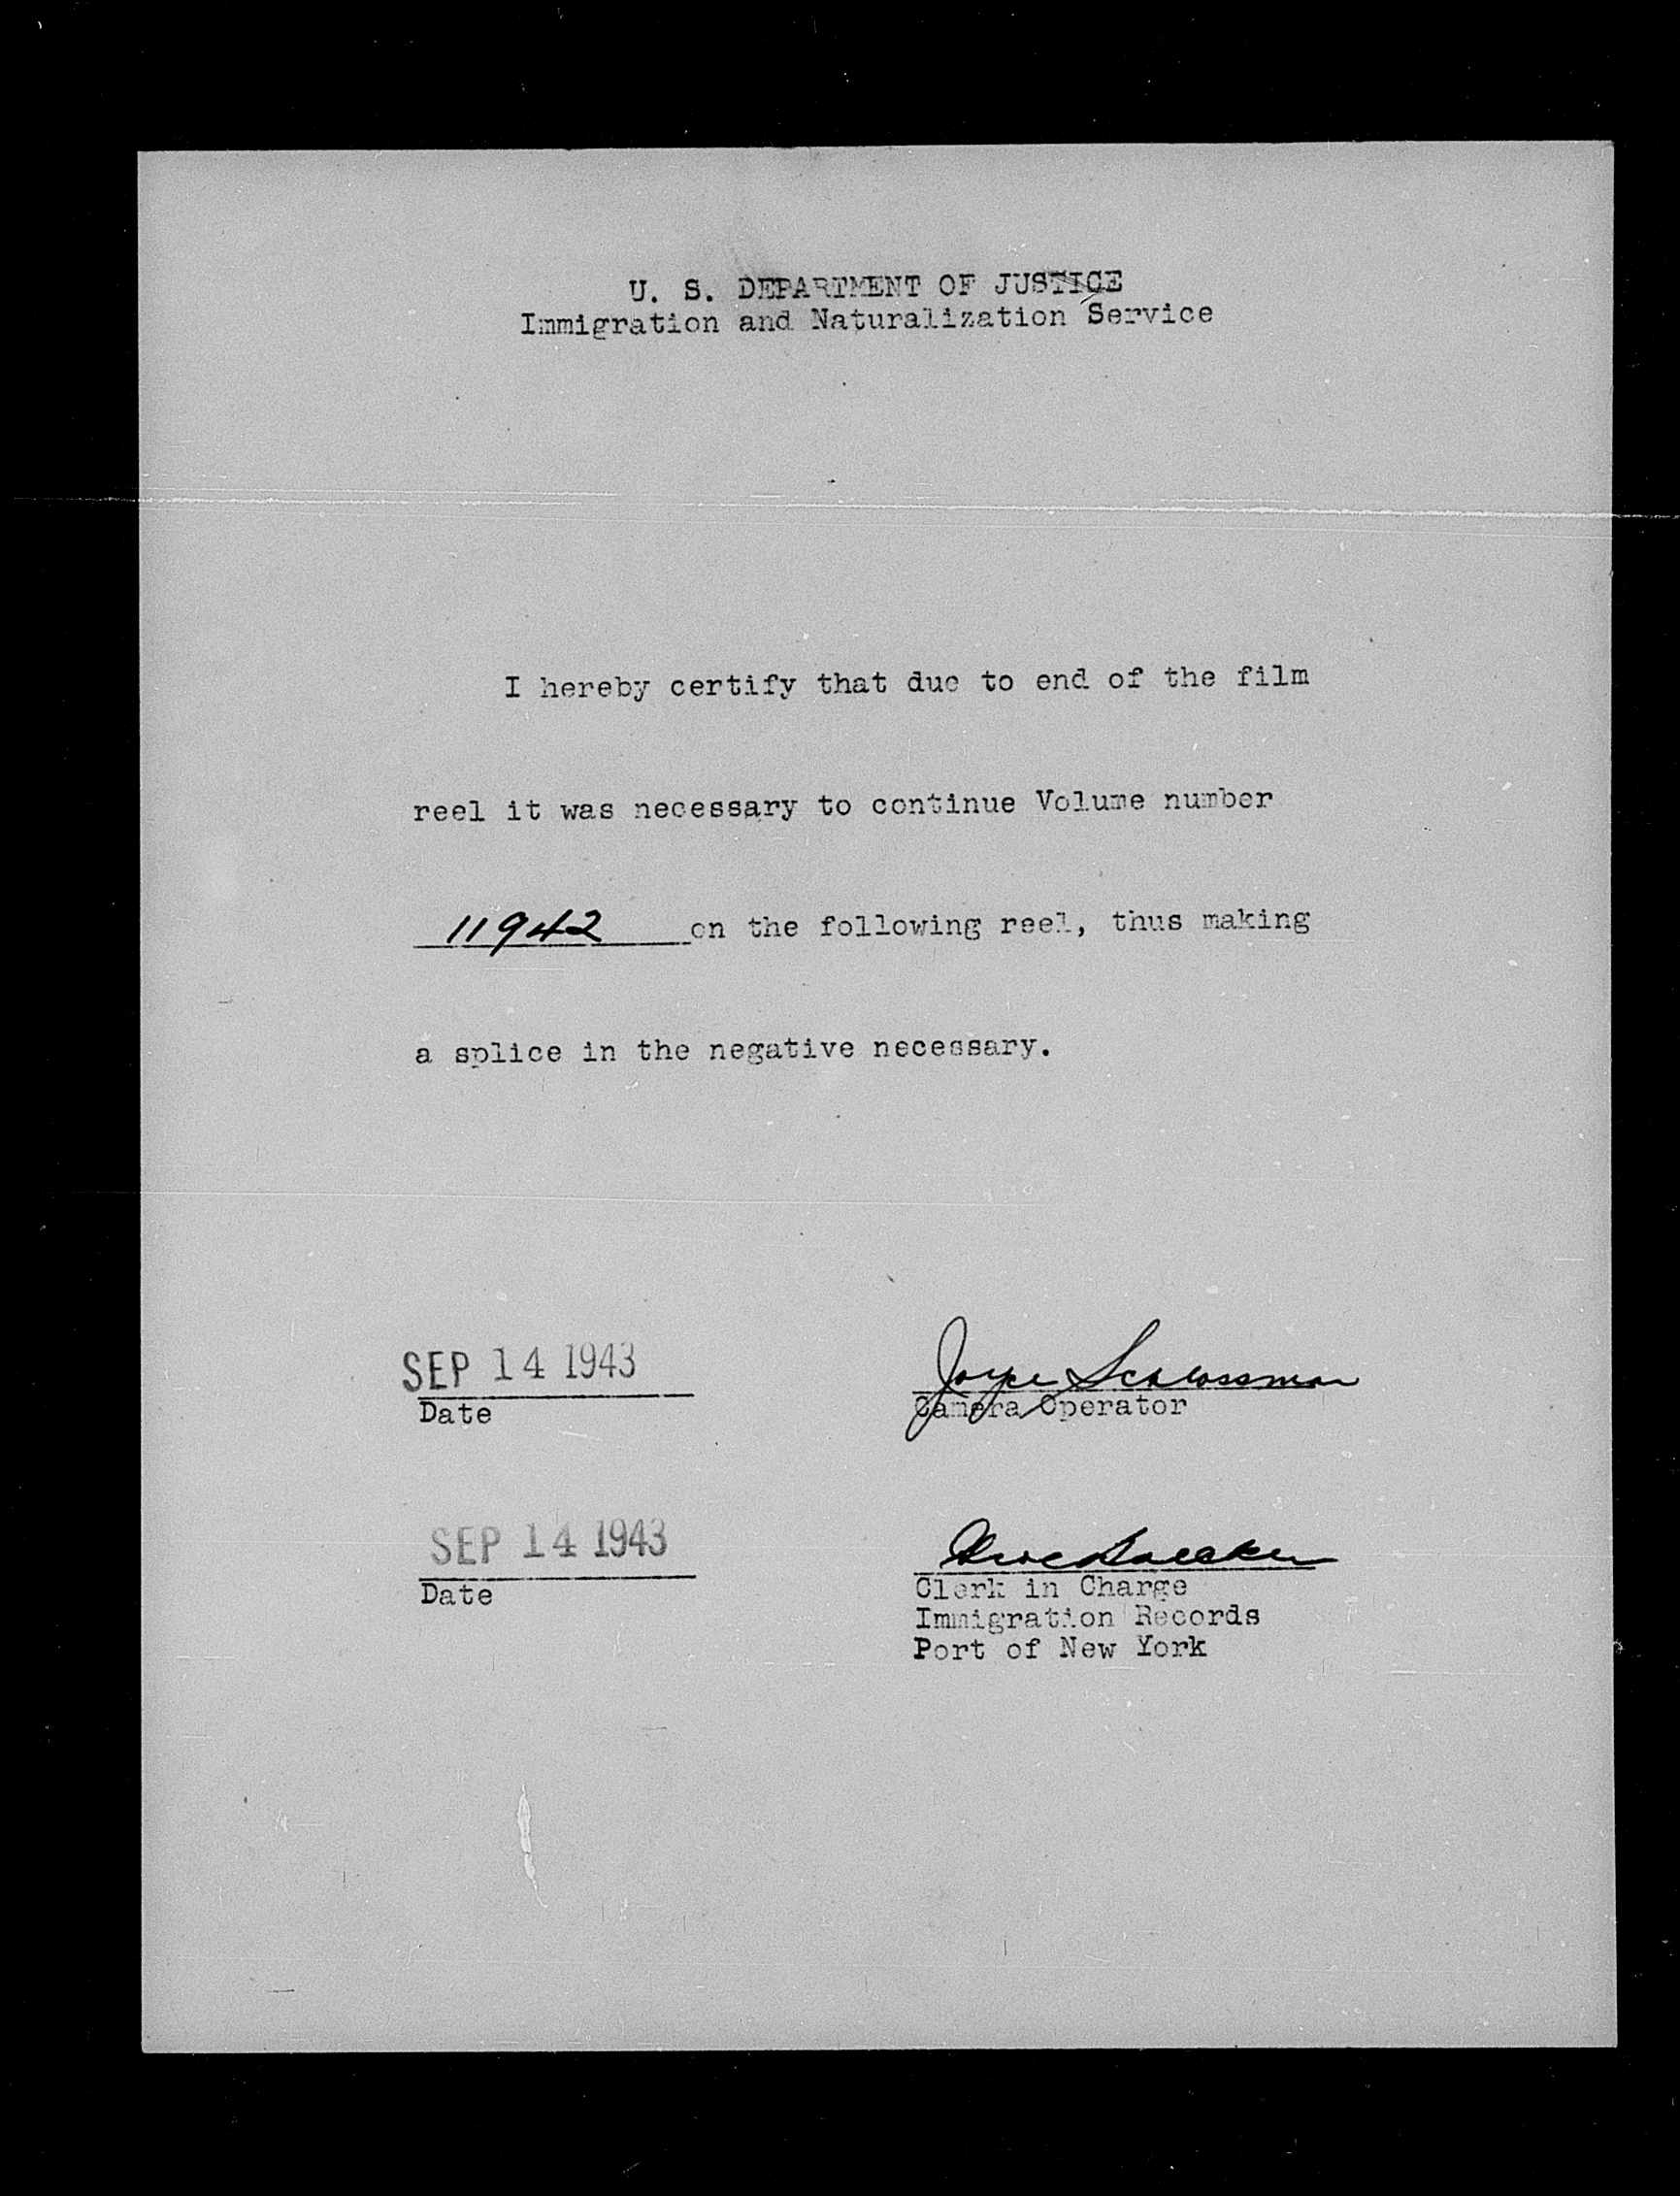 U. S. DEPARTMENT OF JUSTICE
Immigration and Naturalization Service
I hereby certify that due to end of the film
reel it was necessary to continue Volume number
11942 on the following reel, thus making
a splice in the negative necessary.
SEP 14 1943
Date
Joyce Schlossman
Camera Operator
SEP 14 1943
Date
Clerk in Charge
Immigration Records
Port of New York